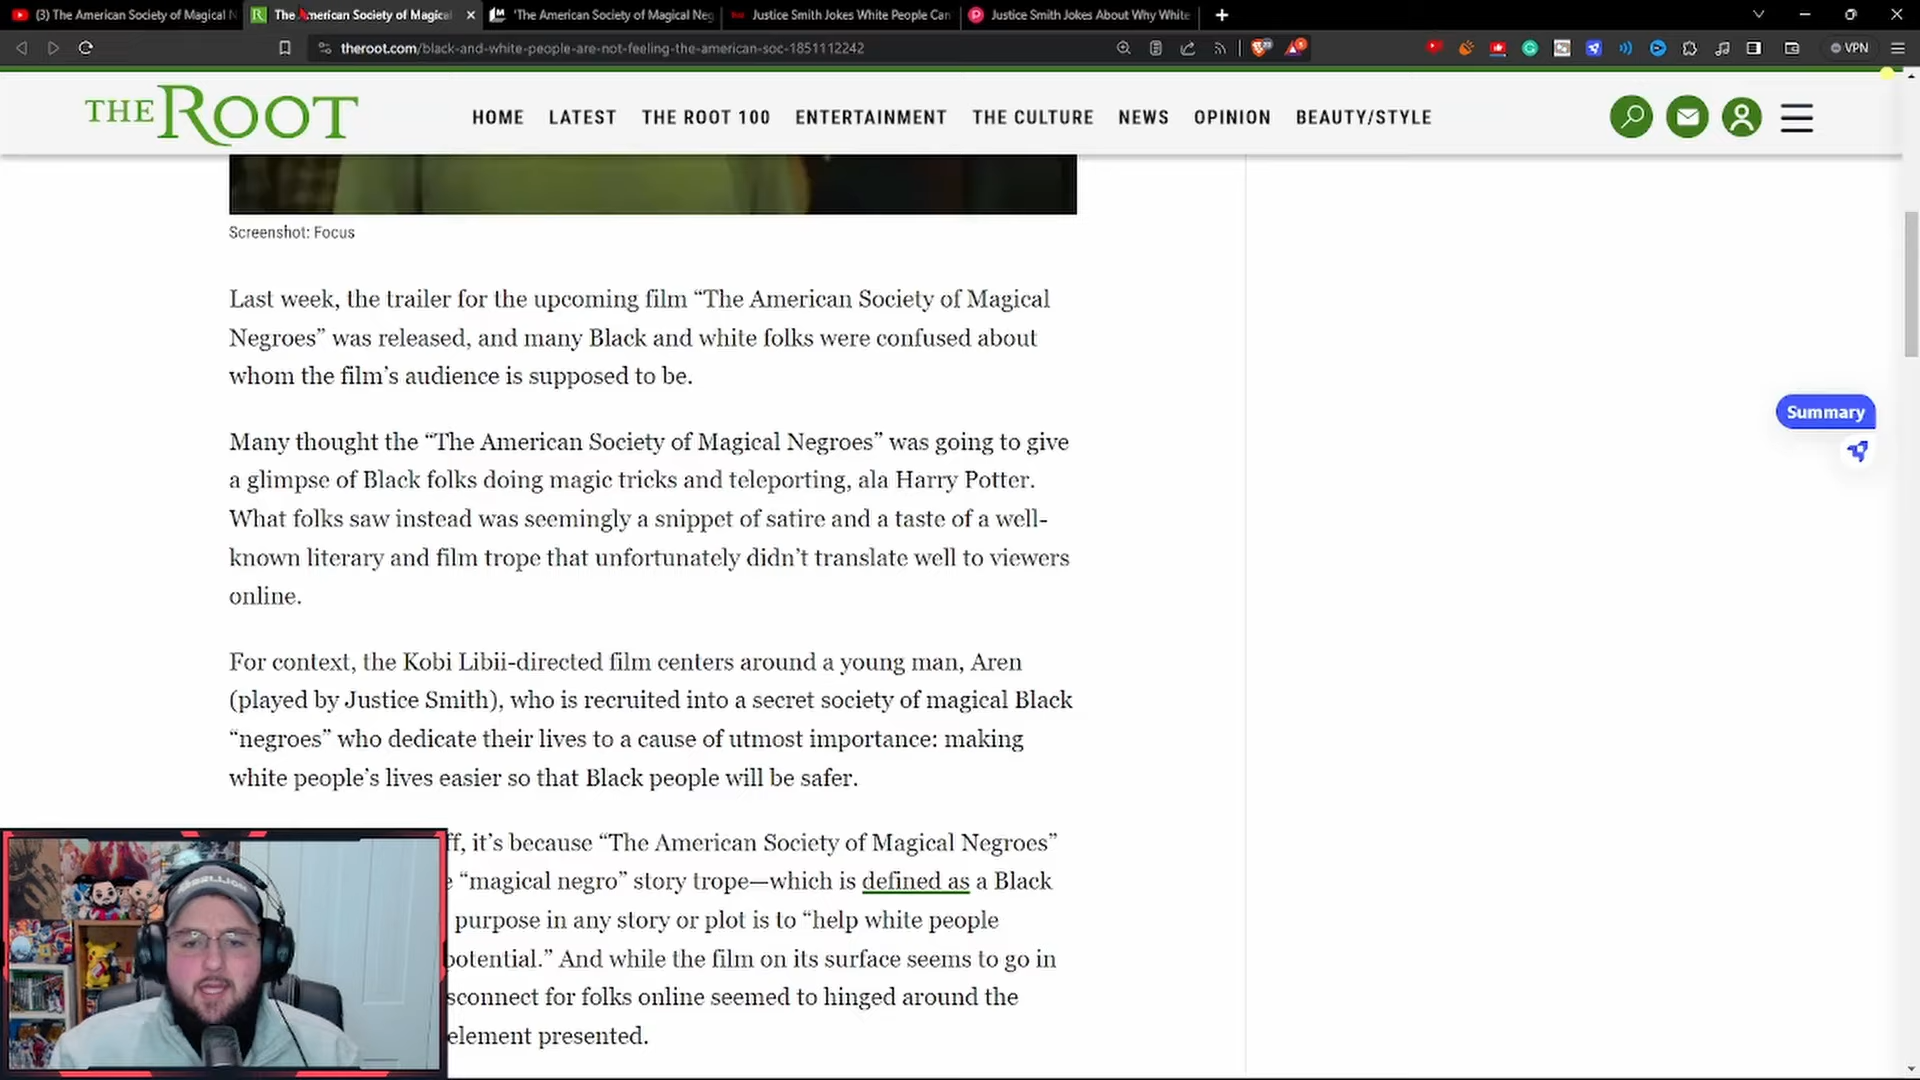 (3) The American Society of Magical N
The American Society of Magical
'The American Society of Magical Neg
Justice Smith Jokes White People Can
Justice Smith Jokes About Why White
theroot.com/black-and-white-people-are-not-feeling-the-american-soc-1851112242
VPN
THE ROOT
HOME LATEST THE ROOT 100 ENTERTAINMENT THE CULTURE NEWS OPINION BEAUTY/STYLE
Screenshot: Focus
Last week, the trailer for the upcoming film “The American Society of Magical
Negroes” was released, and many Black and white folks were confused about
whom the film’s audience is supposed to be.
Summary
Many thought the “The American Society of Magical Negroes” was going to give
a glimpse of Black folks doing magic tricks and teleporting, ala Harry Potter.
What folks saw instead was seemingly a snippet of satire and a taste of a well-
known literary and film trope that unfortunately didn’t translate well to viewers
online.
For context, the Kobi Libii-directed film centers around a young man, Aren
(played by Justice Smith), who is recruited into a secret society of magical Black
“negroes” who dedicate their lives to a cause of utmost importance: making
white people’s lives easier so that Black people will be safer.
ff, it’s because “The American Society of Magical Negroes”
e “magical negro” story trope—which is defined as a Black
purpose in any story or plot is to “help white people
potential.” And while the film on its surface seems to go in
sconnect for folks online seemed to hinged around the
element presented.
REBELLION